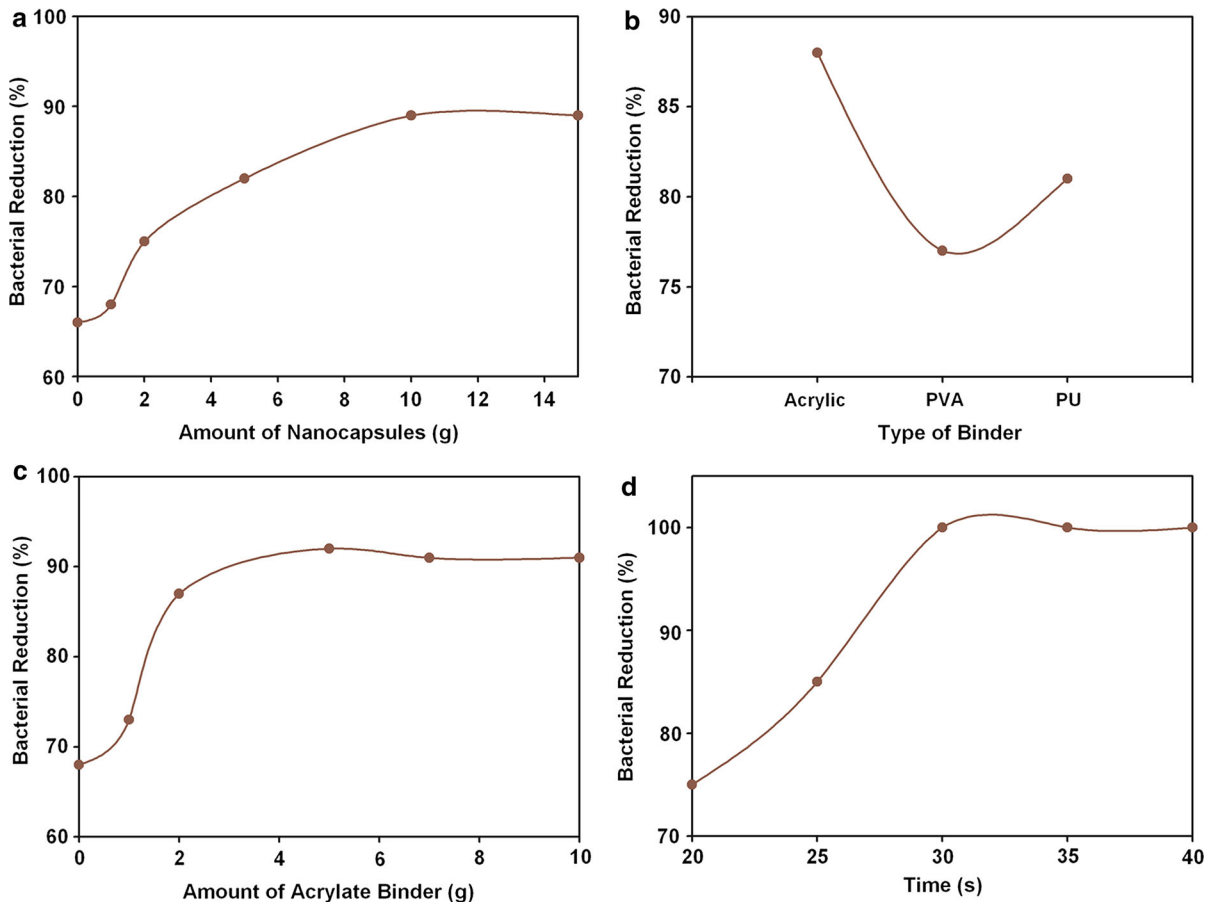 a
100
90
80
70
60
Bacterial Reduction (%)
0 2 4 6 8 10 12 14
Amount of Nanocapsules (g)
b
90
85
80
75
70
Bacterial Reduction (%)
Acrylic PVA PU
Type of Binder
c
100
90
80
70
60
Bacterial Reduction (%)
0 2 4 6 8 10
Amount of Acrylate Binder (g)
d
100
90
80
70
Bacterial Reduction (%)
20 25 30 35 40
Time (s)